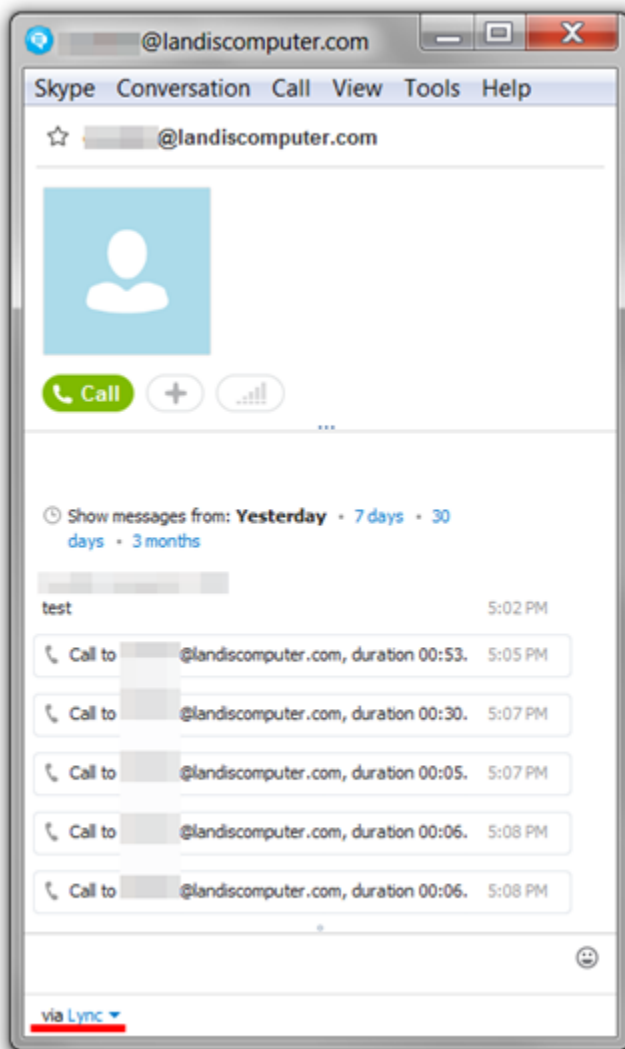 @landiscomputer.com
Skype Conversation Call View Tools Help
@landiscomputer.com
Call
Show messages from: Yesterday • 7 days • 30
days • 3 months
test 5:02 PM
Call to @landiscomputer.com, duration 00:53. 5:05 PM
Call to @landiscomputer.com, duration 00:30. 5:07 PM
Call to @landiscomputer.com, duration 00:05. 5:07 PM
Call to @landiscomputer.com, duration 00:06. 5:08 PM
Call to @landiscomputer.com, duration 00:06. 5:08 PM
via Lync